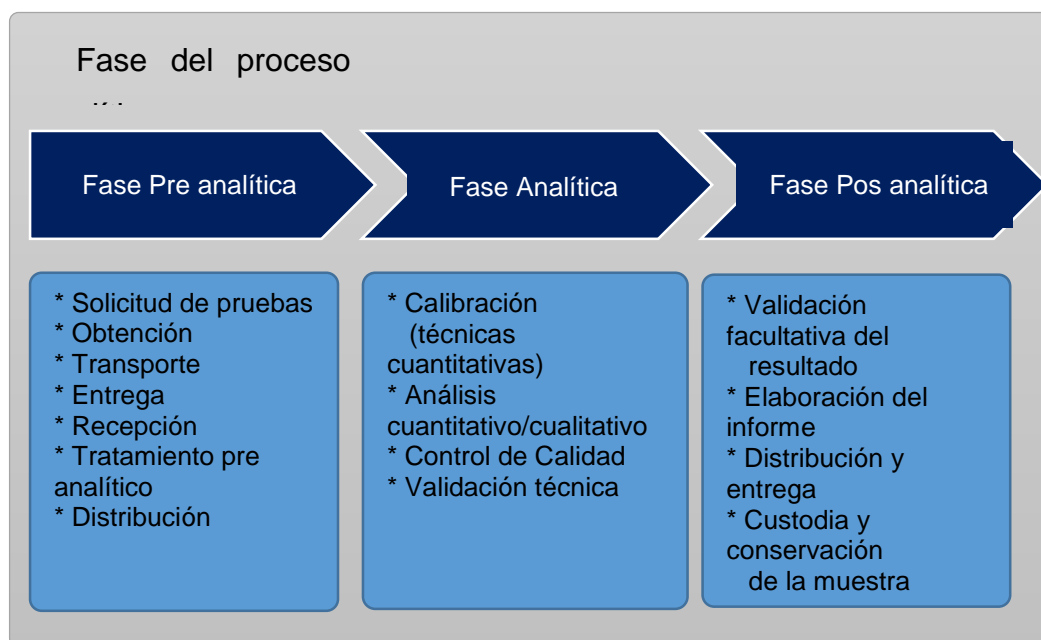 Fase del proceso
Fase Pre analítica
Fase Analítica
Fase Pos analítica
* Solicitud de pruebas
* Obtención
* Transporte
* Entrega
* Recepción
* Tratamiento pre
analítico
* Distribución
* Calibración
(técnicas
cuantitativas)
* Análisis
cuantitativo/cualitativo
* Control de Calidad
* Validación técnica
* Validación
facultativa del
resultado
* Elaboración del
informe
* Distribución y
entrega
* Custodia y
conservación
de la muestra